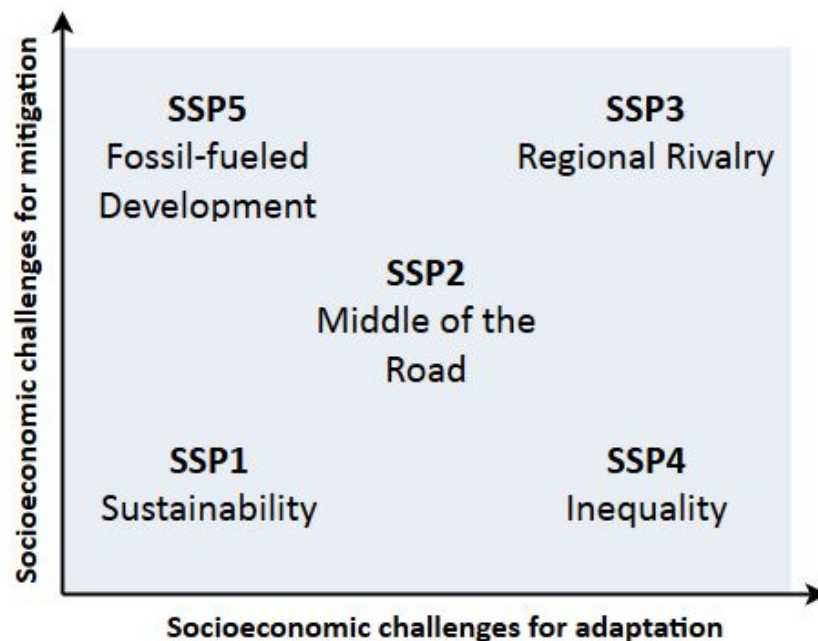 Socioeconomic challenges for mitigation
SSP5
Fossil-fueled
Development
SSP3
Regional Rivalry
SSP2
Middle of the
Road
SSP1
Sustainability
SSP4
Inequality
Socioeconomic challenges for adaptation